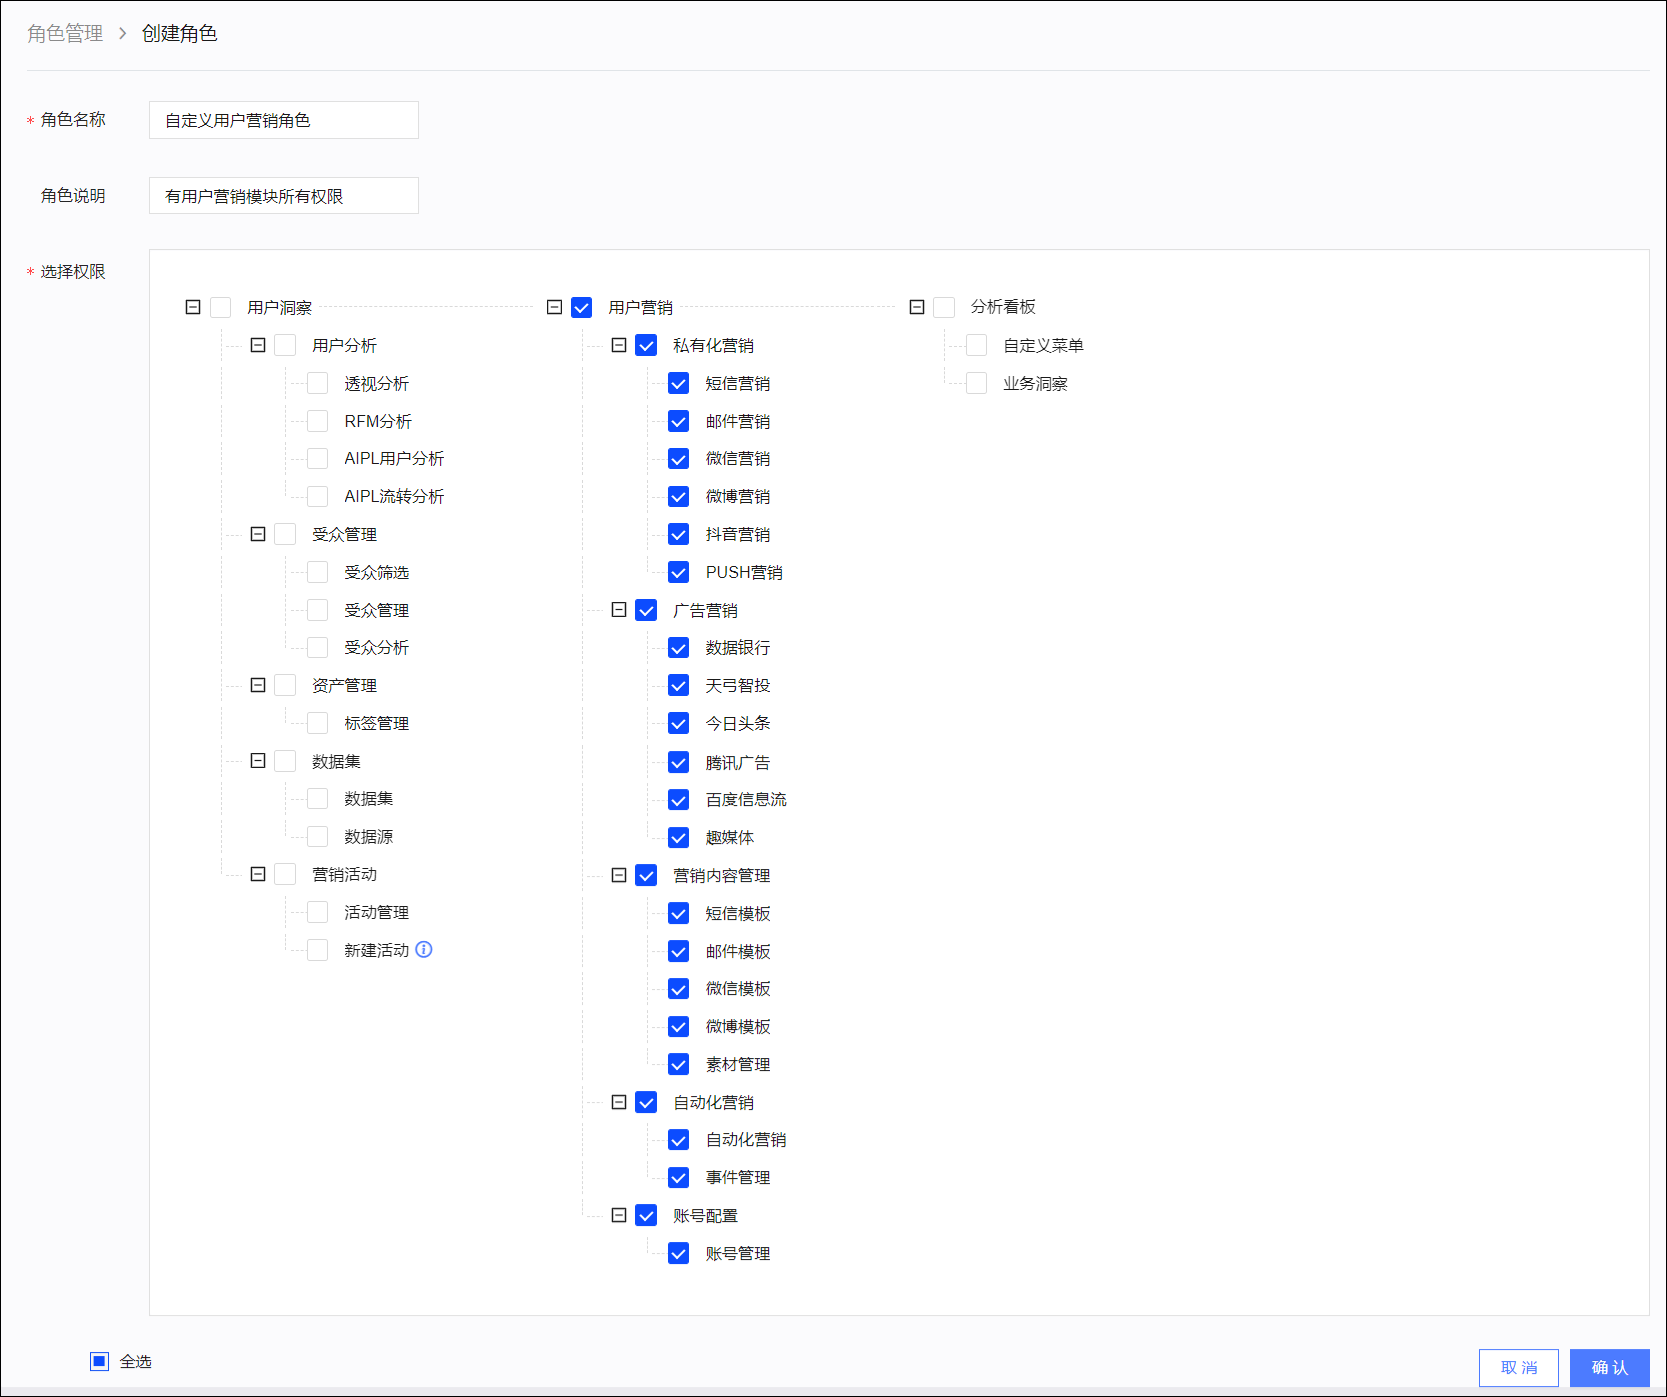 角色管理 > 创建角色
* 角色名称 自定义用户营销角色
角色说明 有用户营销模块所有权限
* 选择权限
用户洞察
用户分析
透视分析
RFM分析
AIPL用户分析
AIPL流转分析
受众管理
受众筛选
受众管理
受众分析
资产管理
标签管理
数据集
数据集
数据源
营销活动
活动管理
新建活动
用户营销
私有化营销
短信营销
邮件营销
微信营销
微博营销
抖音营销
PUSH营销
广告营销
数据银行
天弓智投
今日头条
腾讯广告
百度信息流
趣媒体
营销内容管理
短信模板
邮件模板
微信模板
微博模板
素材管理
自动化营销
自动化营销
事件管理
账号配置
账号管理
分析看板
自定义菜单
业务洞察
全选
取消 确认